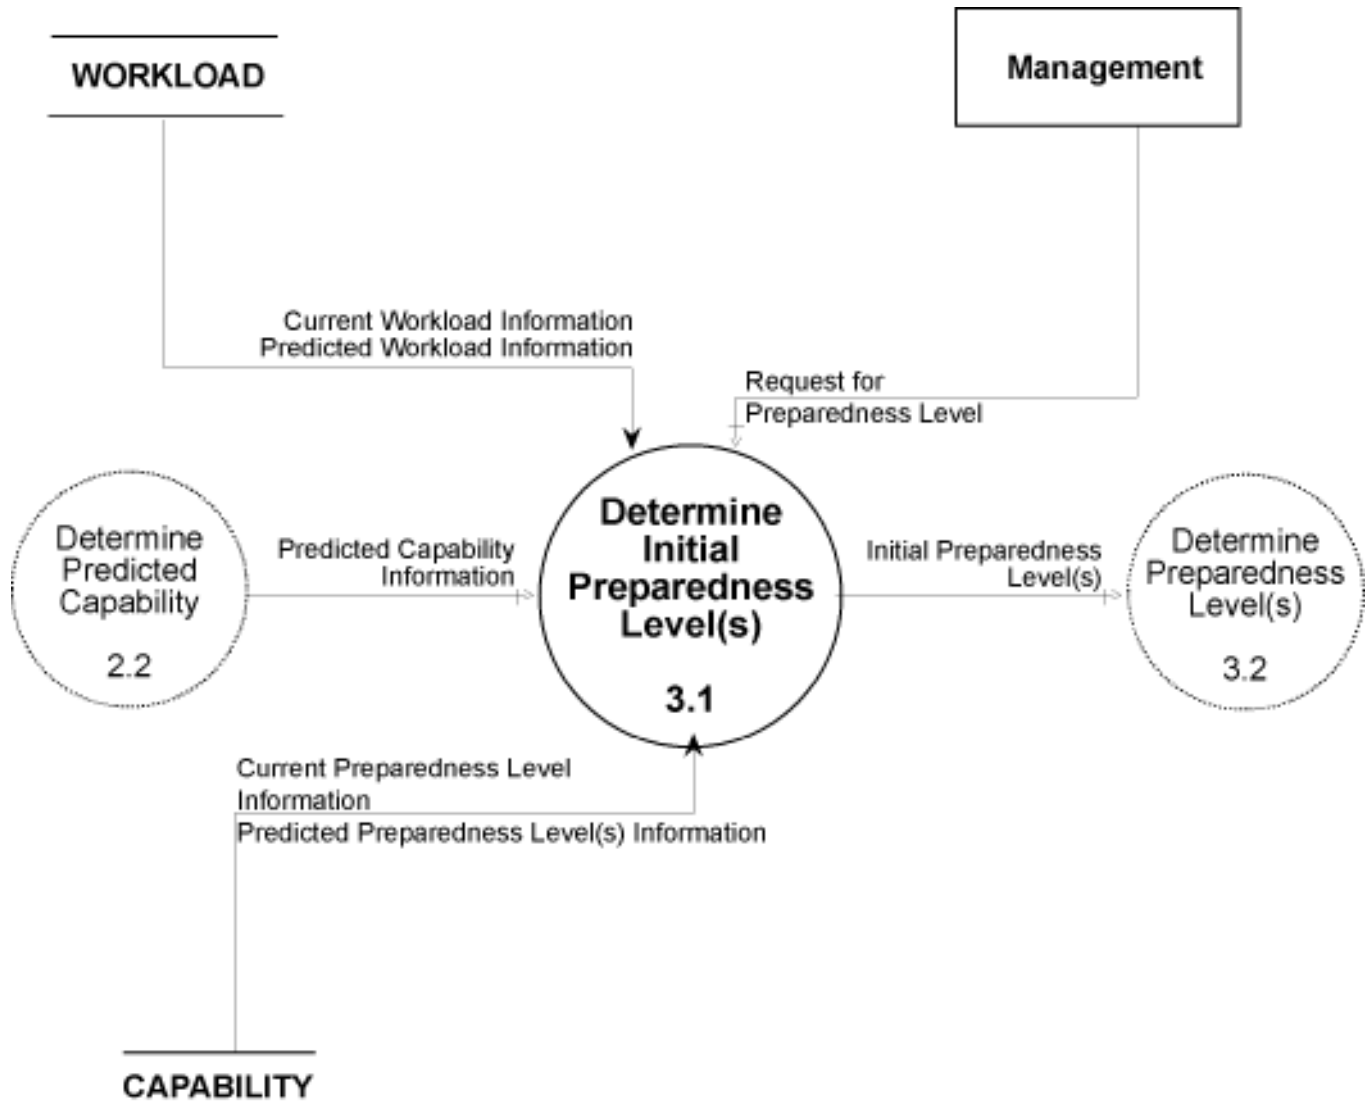 WORKLOAD
Management
Current Workload Information
Predicted Workload Information
Request for
Preparedness Level
Determine
Predicted
Capability
2.2
Predicted Capability
Information
Determine
Initial
Preparedness
Level(s)
3.1
Initial Preparedness
Level(s)
Determine
Preparedness
Level(s)
3.2
Current Preparedness Level
Information
Predicted Preparedness Level(s) Information
CAPABILITY